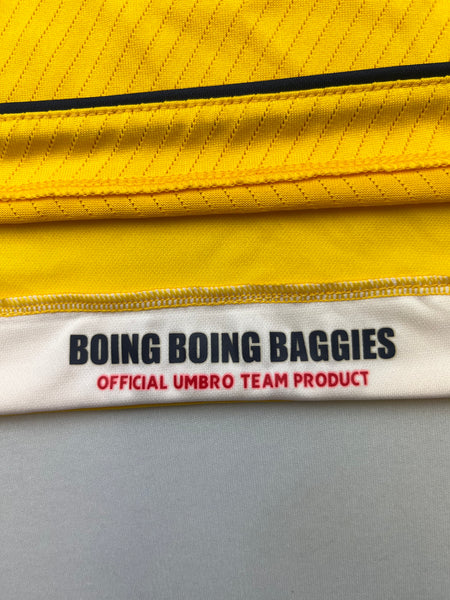 BOING BOING BAGGIES
OFFICIAL UMBRO TEAM PRODUCT